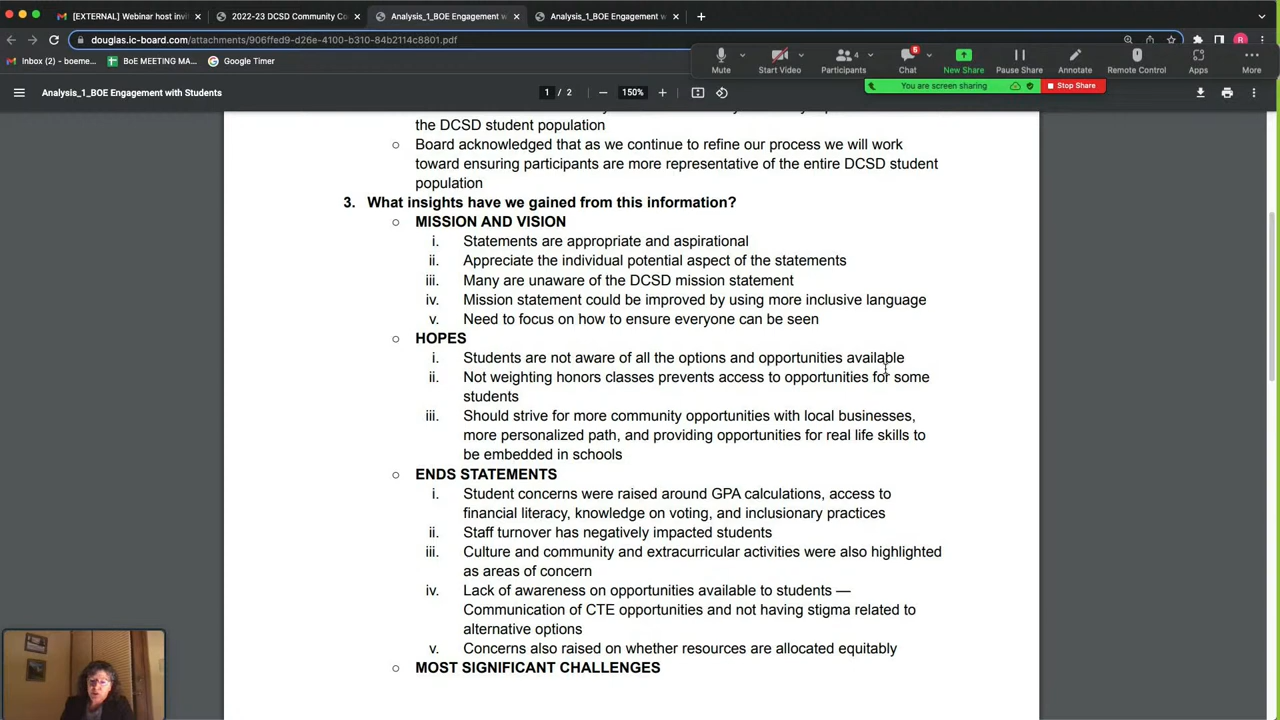 [EXTERNAL] Webinar host invi
2022-23 DCSD Community Co
Analysis_1_BOE Engagement w
Analysis_1_BOE Engagement w
douglas.ic-board.com/attachments/906ffed9-d26e-4100-b310-84b2114c8801.pdf
Inbox (2) - boeme...
BoE MEETING MA...
Google Timer
Mute
Start Video
4
Participants
6
Chat
New Share
Pause Share
Annotate
Remote Control
Apps
More
You are screen sharing
Stop Share
Analysis_1_BOE Engagement with Students
1 / 2
150%
the DCSD student population
○ Board acknowledged that as we continue to refine our process we will work
toward ensuring participants are more representative of the entire DCSD student
population
3. What insights have we gained from this information?
○ MISSION AND VISION
i. Statements are appropriate and aspirational
ii. Appreciate the individual potential aspect of the statements
iii. Many are unaware of the DCSD mission statement
iv. Mission statement could be improved by using more inclusive language
v. Need to focus on how to ensure everyone can be seen
○ HOPES
i. Students are not aware of all the options and opportunities available
ii. Not weighting honors classes prevents access to opportunities for some
students
iii. Should strive for more community opportunities with local businesses,
more personalized path, and providing opportunities for real life skills to
be embedded in schools
○ ENDS STATEMENTS
i. Student concerns were raised around GPA calculations, access to
financial literacy, knowledge on voting, and inclusionary practices
ii. Staff turnover has negatively impacted students
iii. Culture and community and extracurricular activities were also highlighted
as areas of concern
iv. Lack of awareness on opportunities available to students —
Communication of CTE opportunities and not having stigma related to
alternative options
v. Concerns also raised on whether resources are allocated equitably
○ MOST SIGNIFICANT CHALLENGES